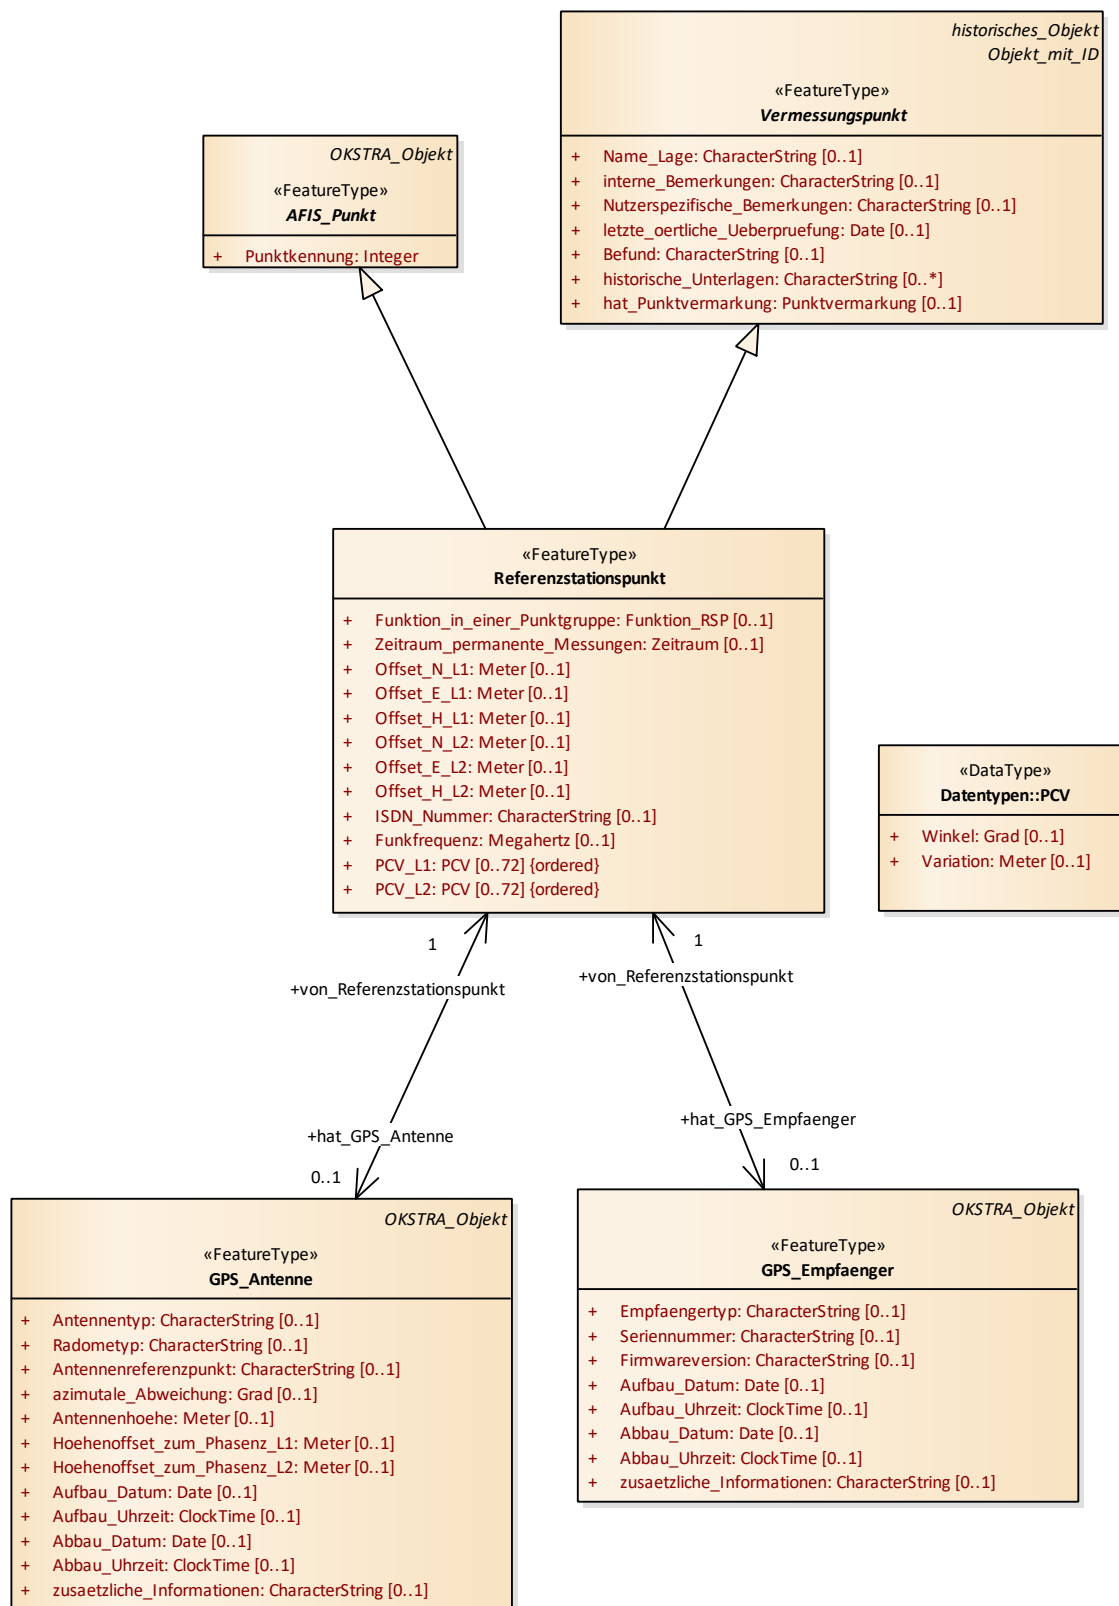 historisches_Objekt
Objekt_mit_ID
«FeatureType»
Vermessungspunkt
+ Name_Lage: CharacterString [0..1]
+ interne_Bemerkungen: CharacterString [0..1]
+ Nutzerspezifische_Bemerkungen: CharacterString [0..1]
+ letzte_oertliche_Ueberpruefung: Date [0..1]
+ Befund: CharacterString [0..1]
+ historische_Unterlagen: CharacterString [0..*]
+ hat_Punktvermarkung: Punktvermarkung [0..1]
OKSTRA_Objekt
«FeatureType»
AFIS_Punkt
+ Punktkennung: Integer
«FeatureType»
Referenzstationspunkt
+ Funktion_in_einer_Punktgruppe: Funktion_RSP [0..1]
+ Zeitraum_permanente_Messungen: Zeitraum [0..1]
+ Offset_N_L1: Meter [0..1]
+ Offset_E_L1: Meter [0..1]
+ Offset_H_L1: Meter [0..1]
+ Offset_N_L2: Meter [0..1]
+ Offset_E_L2: Meter [0..1]
+ Offset_H_L2: Meter [0..1]
+ ISDN_Nummer: CharacterString [0..1]
+ Funkfrequenz: Megahertz [0..1]
+ PCV_L1: PCV [0..72] {ordered}
+ PCV_L2: PCV [0..72] {ordered}
«DataType»
Datentypen::PCV
+ Winkel: Grad [0..1]
+ Variation: Meter [0..1]
1
+von_Referenzstationspunkt
1
+von_Referenzstationspunkt
+hat_GPS_Antenne
0..1
+hat_GPS_Empfaenger
0..1
OKSTRA_Objekt
«FeatureType»
GPS_Antenne
+ Antennentyp: CharacterString [0..1]
+ Radometyp: CharacterString [0..1]
+ Antennenreferenzpunkt: CharacterString [0..1]
+ azimutale_Abweichung: Grad [0..1]
+ Antennenhoehe: Meter [0..1]
+ Hoehenoffset_zum_Phasenz_L1: Meter [0..1]
+ Hoehenoffset_zum_Phasenz_L2: Meter [0..1]
+ Aufbau_Datum: Date [0..1]
+ Aufbau_Uhrzeit: ClockTime [0..1]
+ Abbau_Datum: Date [0..1]
+ Abbau_Uhrzeit: ClockTime [0..1]
+ zusaetzliche_Informationen: CharacterString [0..1]
OKSTRA_Objekt
«FeatureType»
GPS_Empfaenger
+ Empfaengertyp: CharacterString [0..1]
+ Seriennummer: CharacterString [0..1]
+ Firmwareversion: CharacterString [0..1]
+ Aufbau_Datum: Date [0..1]
+ Aufbau_Uhrzeit: ClockTime [0..1]
+ Abbau_Datum: Date [0..1]
+ Abbau_Uhrzeit: ClockTime [0..1]
+ zusaetzliche_Informationen: CharacterString [0..1]